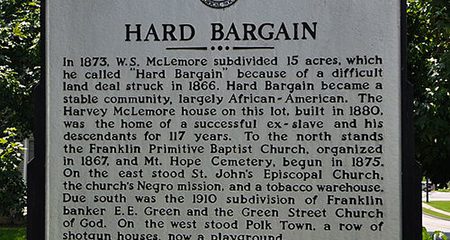 HARD BARGAIN
In 1873, W.S. McLemore subdivided 15 acres, which
he called "Hard Bargain" because of a difficult
land deal struck in 1866. Hard Bargain became a
stable community, largely African-American. The
Harvey McLemore house on this lot, built in 1880,
was the home of a successful ex-slave and his
descendants for 117 years. To the north stands
the Franklin Primitive Baptist Church, organized
in 1867, and Mt. Hope Cemetery, begun in 1875.
On the east stood St. John's Episcopal Church,
the church's Negro mission, and a tobacco warehouse.
Due south was the 1910 subdivision of Franklin
banker E.E. Green and the Green Street Church
of God. On the west stood Polk Town, a row of
shotgun houses, now a playground.